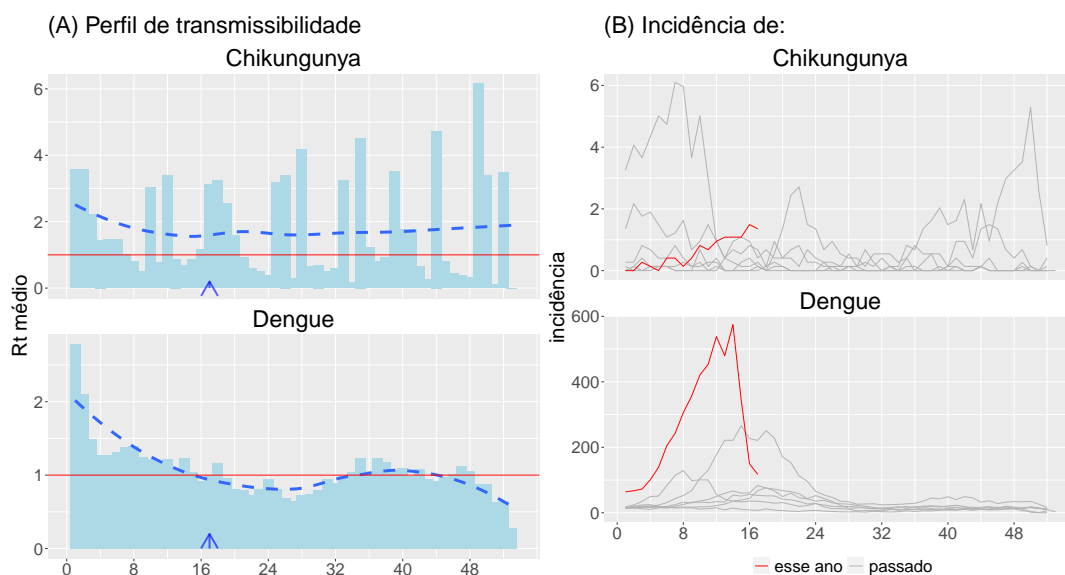 (A) Perfil de transmissibilidade
Chikungunya
6
4
2
0
Dengue
2
1
0
0 8 16 24 32 40 48
Rt médio
(B) Incidência de:
Chikungunya
6
4
2
0
Dengue
600
400
200
0
0 8 16 24 32 40 48
incidência
esse ano passado